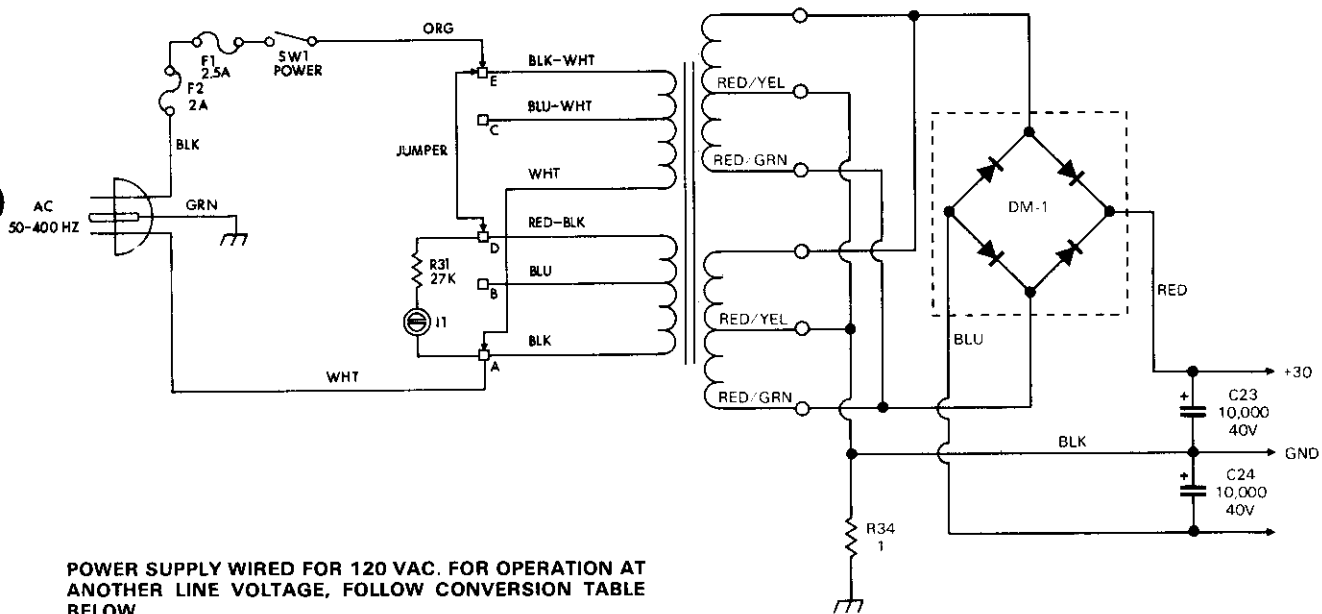 ORG
F1
2.5A
SW1
POWER
F2
2A
BLK
AC
50-400 HZ
GRN
JUMPER
E
BLK-WHT
C
BLU-WHT
WHT
D
RED-BLK
R31
27K
B
BLU
I1
A
BLK
WHT
RED/YEL
RED/GRN
RED/YEL
RED/GRN
DM-1
RED
BLU
+30
+
C23
10,000
40V
BLK
GND
+
C24
10,000
40V
R34
1
POWER SUPPLY WIRED FOR 120 VAC. FOR OPERATION AT
ANOTHER LINE VOLTAGE, FOLLOW CONVERSION TABLE
BELOW